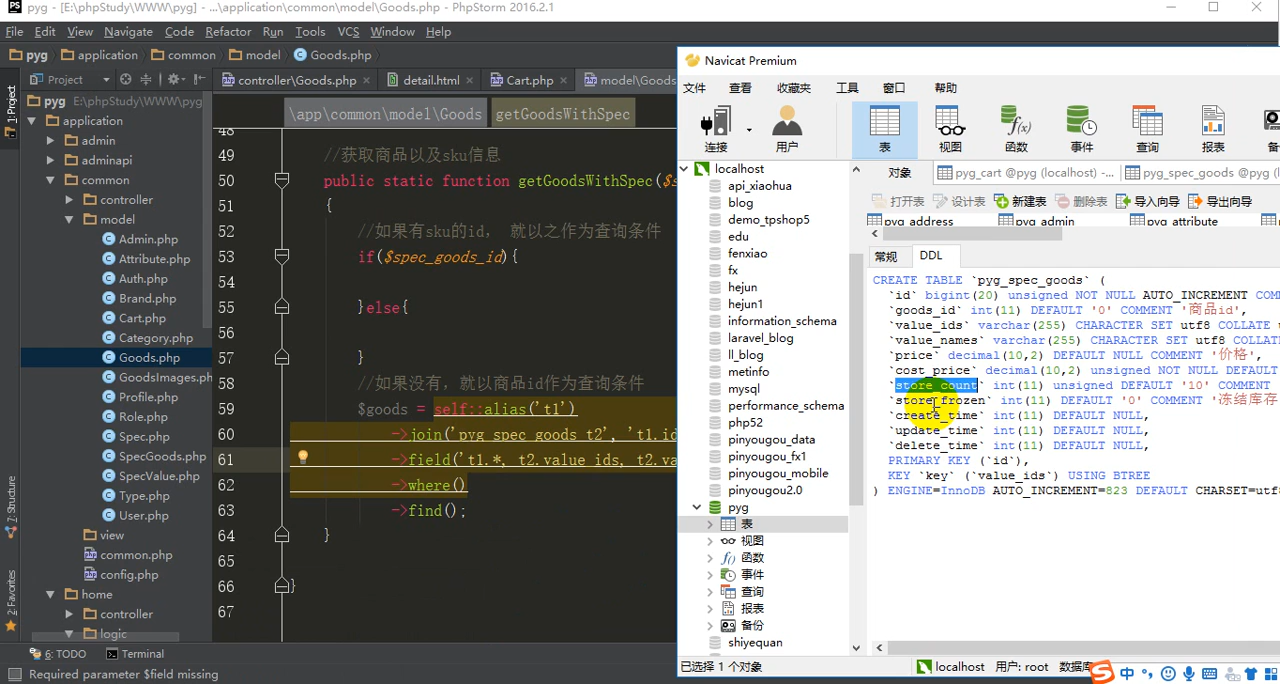 pyg - [E:\phpStudy\WWW\pyg] - ...\application\common\model\Goods.php - PhpStorm 2016.2.1
File Edit View Navigate Code Refactor Run Tools VCS Window Help
pyg application common model Goods.php
Project
controller\Goods.php detail.html Cart.php model\Goods
1: Project
pyg E:\phpStudy\WWW\pyg
application
admin
adminapi
common
controller
model
Admin.php
Attribute.php
Auth.php
Brand.php
Cart.php
Category.php
Goods.php
GoodsImages.ph
Profile.php
Role.php
Spec.php
SpecGoods.php
SpecValue.php
Type.php
User.php
view
common.php
config.php
home
controller
logic
7: Structure
2: Favorites
\app\common\model\Goods getGoodsWithSpec
48
49 //获取商品以及sku信息
50 public static function getGoodsWithSpec($s
51 {
52 //如果有sku的id， 就以之作为查询条件
53 if($spec_goods_id){
54
55 }else{
56
57 }
58 //如果没有，就以商品id作为查询条件
59 $goods = self::alias('t1')
60 ->join('pyg_spec_goods t2', 't1.id
61 ->field('t1.*, t2.value_ids, t2.va
62 ->where()
63 ->find();
64 }
65
66 }
67
6: TODO Terminal
Required parameter $field missing
Navicat Premium
文件 查看 收藏夹 工具 窗口 帮助
连接 用户 表 视图 函数 事件 查询 报表 备
localhost
api_xiaohua
blog
demo_tpshop5
edu
fenxiao
fx
hejun
hejun1
information_schema
laravel_blog
ll_blog
metinfo
mysql
performance_schema
php52
pinyougou_data
pinyougou_fx1
pinyougou_mobile
pinyougou2.0
pyg
表
视图
函数
事件
查询
报表
备份
shiyequan
对象 pyg_cart @pyg (localhost) -... pyg_spec_goods @pyg (l
打开表 设计表 新建表 删除表 导入向导 导出向导
pyg_address pyg_admin pyg_attribute
常规 DDL
CREATE TABLE `pyg_spec_goods` (
`id` bigint(20) unsigned NOT NULL AUTO_INCREMENT COM
`goods_id` int(11) DEFAULT '0' COMMENT '商品id',
`value_ids` varchar(255) CHARACTER SET utf8 COLLATE u
`value_names` varchar(255) CHARACTER SET utf8 COLLATE
`price` decimal(10,2) DEFAULT NULL COMMENT '价格',
`cost_price` decimal(10,2) unsigned NOT NULL DEFAULT
`store_count` int(11) unsigned DEFAULT '10' COMMENT
`store_frozen` int(11) DEFAULT '0' COMMENT '冻结库存
`create_time` int(11) DEFAULT NULL,
`update_time` int(11) DEFAULT NULL,
`delete_time` int(11) DEFAULT NULL,
PRIMARY KEY (`id`),
KEY `key` (`value_ids`) USING BTREE
) ENGINE=InnoDB AUTO_INCREMENT=823 DEFAULT CHARSET=utf8
已选择 1 个对象 localhost 用户: root 数据库
中